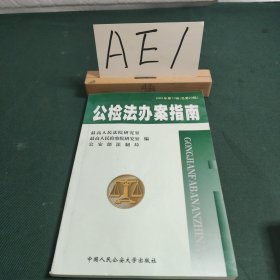 AE/
公检法办案指南
最高人民法院研究室
最高人民检察院研究室 编
公安部法制局
GONGJIANFABANANZHINAN
中国人民公安大学出版社